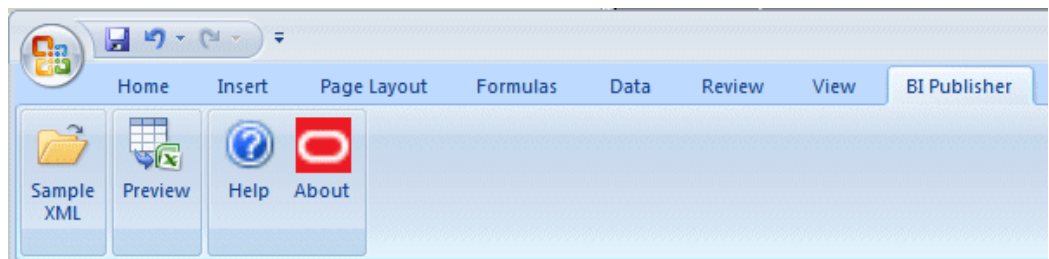 Home Insert Page Layout Formulas Data Review View BI Publisher
Sample Preview Help About
XML